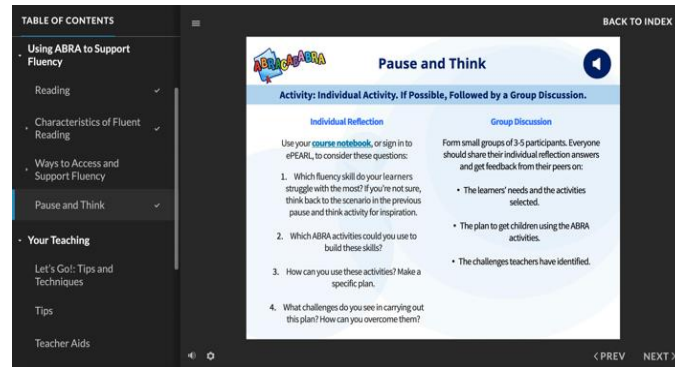 TABLE OF CONTENTS
BACK TO INDEX
Using ABRA to Support
Fluency
Reading
Characteristics of Fluent
Reading
Ways to Access and
Support Fluency
Pause and Think
Your Teaching
Let's Go!: Tips and
Techniques
Tips
Teacher Aids
ABRACADABRA
Pause and Think
Activity: Individual Activity. If Possible, Followed by a Group Discussion.
Individual Reflection
Use your course notebook, or sign in to
ePEARL, to consider these questions:
1. Which fluency skill do your learners
struggle with the most? If you're not sure,
think back to the scenario in the previous
pause and think activity for inspiration.
2. Which ABRA activities could you use to
build these skills?
3. How can you use these activities? Make a
specific plan.
4. What challenges do you see in carrying out
this plan? How can you overcome them?
Group Discussion
Form small groups of 3-5 participants. Everyone
should share their individual reflection answers
and get feedback from their peers on:
• The learners' needs and the activities
selected.
• The plan to get children using the ABRA
activities.
• The challenges teachers have identified.
< PREV
NEXT >